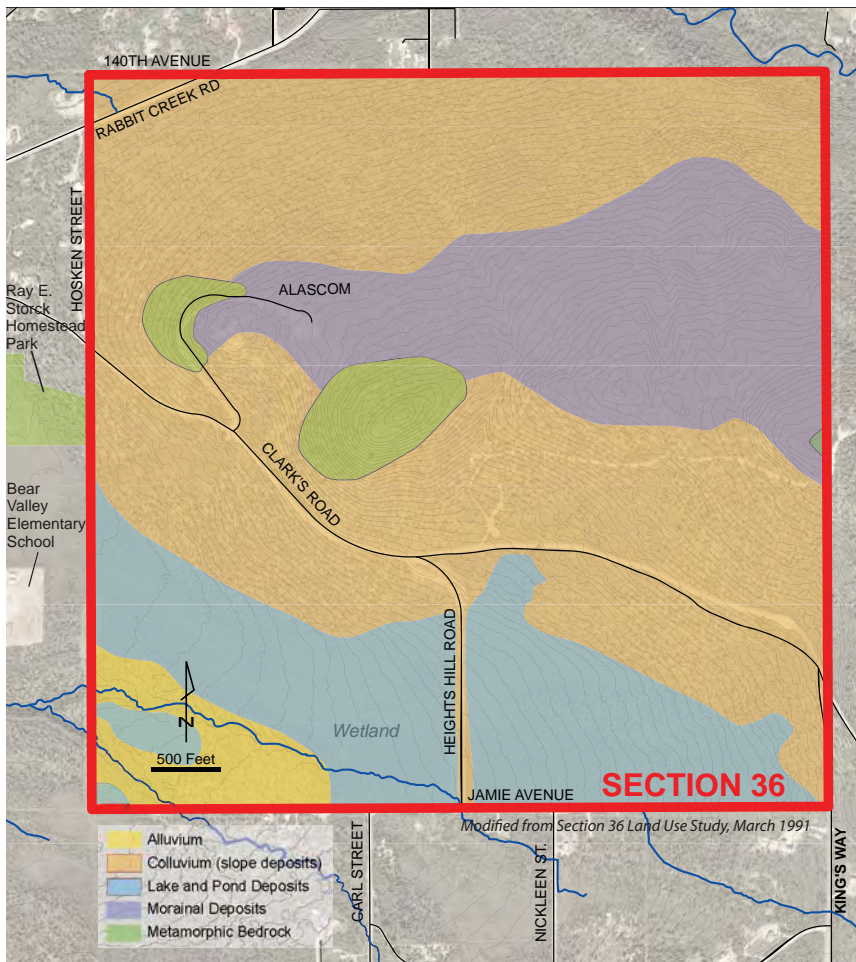 140TH AVENUE
RABBIT CREEK RD
HOSKEN STREET
ALASCOM
Ray E.
Storck
Homestead
Park
CLARK'S ROAD
Bear
Valley
Elementary
School
HEIGHTS HILL ROAD
Wetland
N
500 Feet
JAMIE AVENUE
SECTION 36
Modified from Section 36 Land Use Study, March 1991
Alluvium
Colluvium (slope deposits)
Lake and Pond Deposits
Morainal Deposits
Metamorphic Bedrock
CARL STREET
NICKLEEN ST.
KING'S WAY